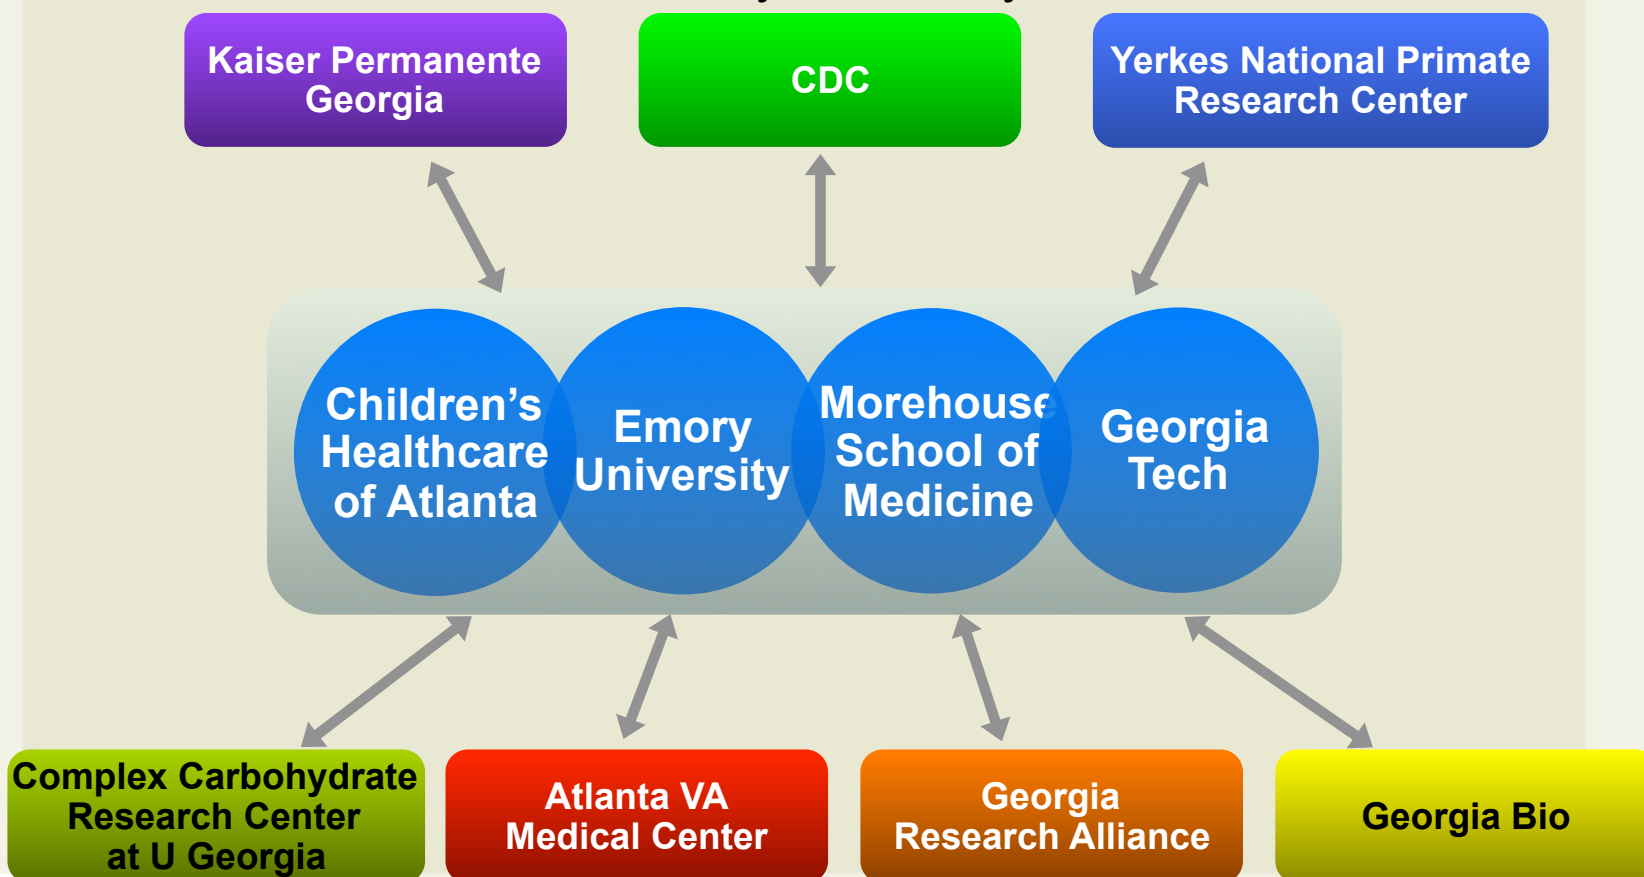 Kaiser Permanente
Georgia
CDC
Yerkes National Primate
Research Center
Children’s
Healthcare
of Atlanta
Emory
University
Morehouse
School of
Medicine
Georgia
Tech
Complex Carbohydrate
Research Center
at U Georgia
Atlanta VA
Medical Center
Georgia
Research Alliance
Georgia Bio